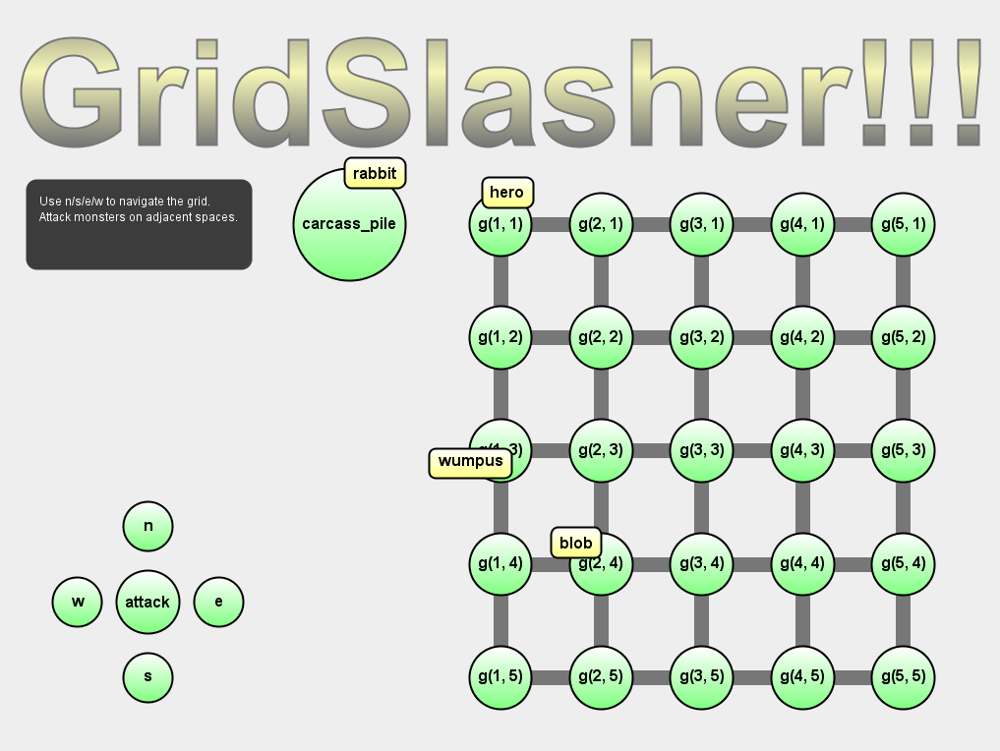 GridSlasher!!!
Use n/s/e/w to navigate the grid.
Attack monsters on adjacent spaces.
rabbit
carcass_pile
hero
g(1, 1)
g(2, 1)
g(3, 1)
g(4, 1)
g(5, 1)
g(1, 2)
g(2, 2)
g(3, 2)
g(4, 2)
g(5, 2)
g(1, 3)
g(2, 3)
g(3, 3)
g(4, 3)
g(5, 3)
wumpus
blob
g(1, 4)
g(2, 4)
g(3, 4)
g(4, 4)
g(5, 4)
g(1, 5)
g(2, 5)
g(3, 5)
g(4, 5)
g(5, 5)
n
w
attack
e
s